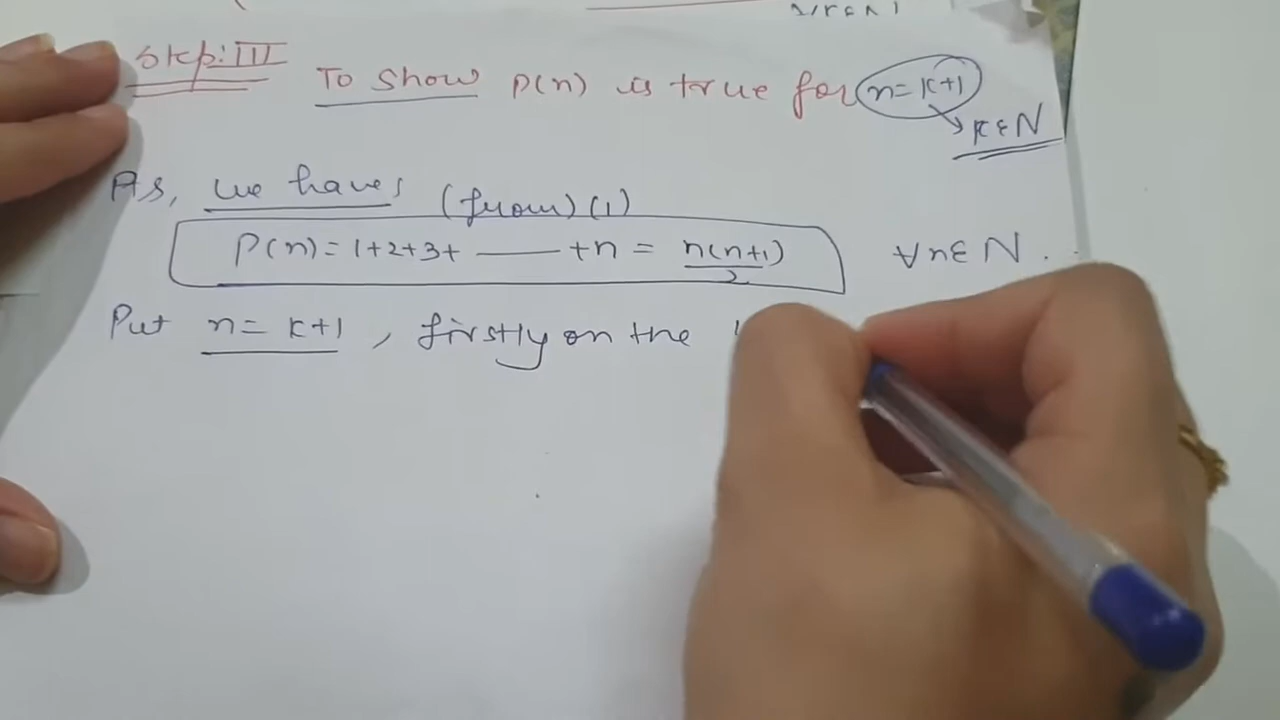 Step: III To show P(n) is true for n = k+1
k ∈ N
As, we have, (from) (1)
P(n) = 1+2+3+ —— +n = n(n+1)/2 ∀ n ∈ N.
Put n = k+1 , firstly on the